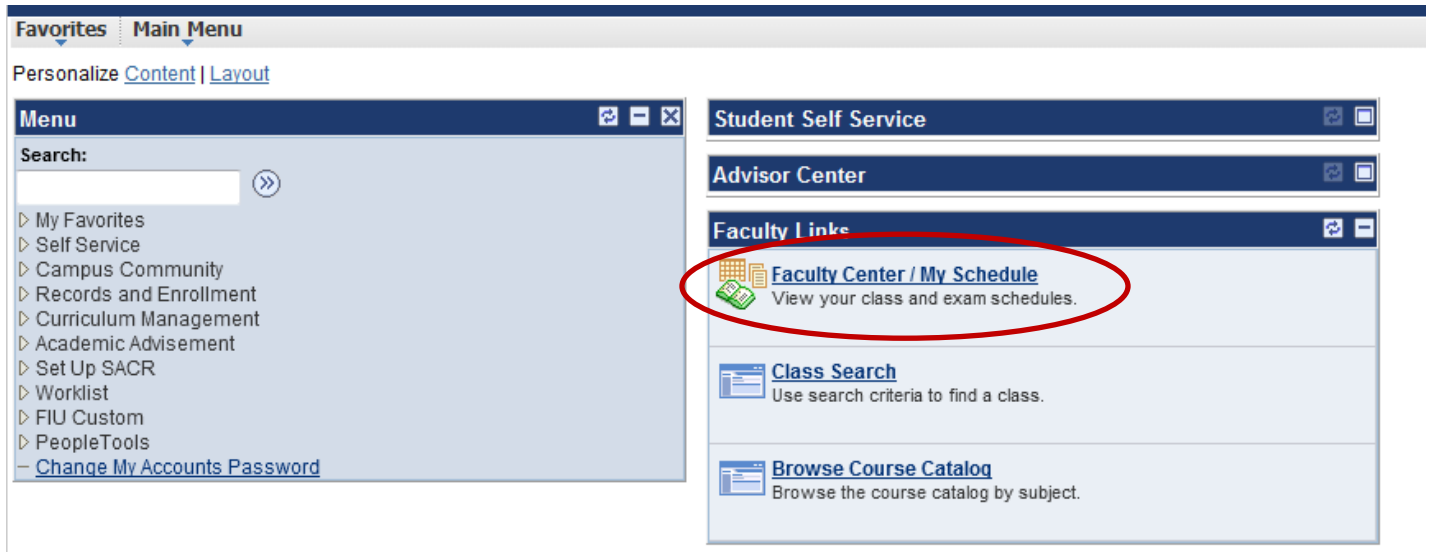 Favorites Main Menu
Personalize Content | Layout
Menu
Search:
My Favorites
Self Service
Campus Community
Records and Enrollment
Curriculum Management
Academic Advisement
Set Up SACR
Worklist
FIU Custom
PeopleTools
Change My Accounts Password
Student Self Service
Advisor Center
Faculty Links
Faculty Center / My Schedule
View your class and exam schedules.
Class Search
Use search criteria to find a class.
Browse Course Catalog
Browse the course catalog by subject.